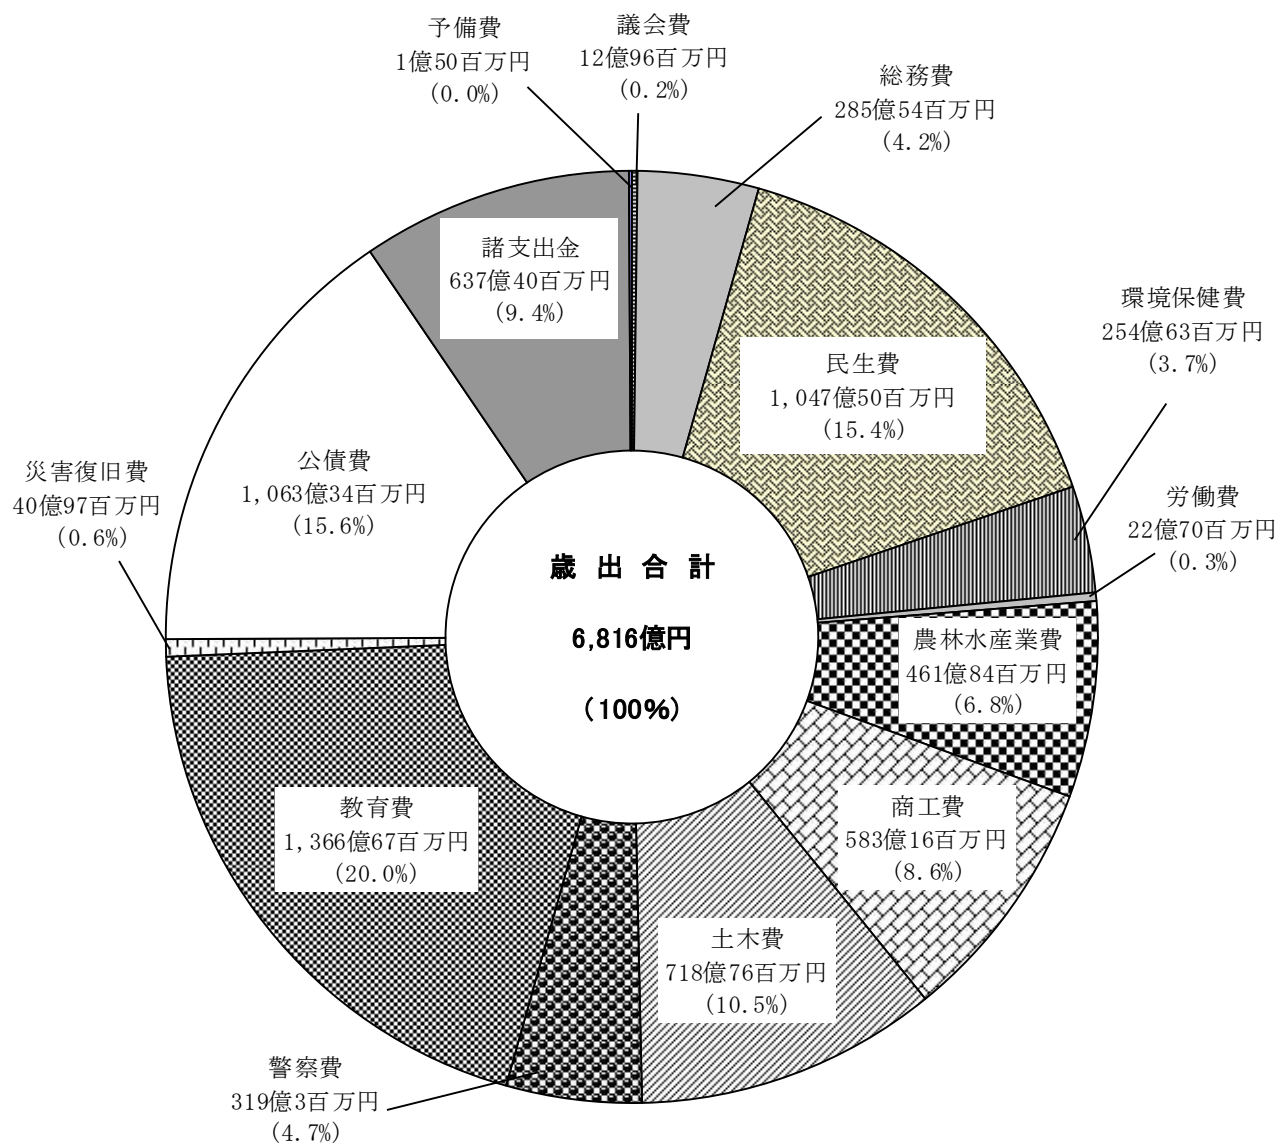 予備費
1億50百万円
(0.0%)
議会費
12億96百万円
(0.2%)
総務費
285億54百万円
(4.2%)
民生費
1,047億50百万円
(15.4%)
環境保健費
254億63百万円
(3.7%)
労働費
22億70百万円
(0.3%)
農林水産業費
461億84百万円
(6.8%)
商工費
583億16百万円
(8.6%)
土木費
718億76百万円
(10.5%)
警察費
319億3百万円
(4.7%)
教育費
1,366億67百万円
(20.0%)
災害復旧費
40億97百万円
(0.6%)
公債費
1,063億34百万円
(15.6%)
諸支出金
637億40百万円
(9.4%)
歳出合計
6,816億円
(100%)